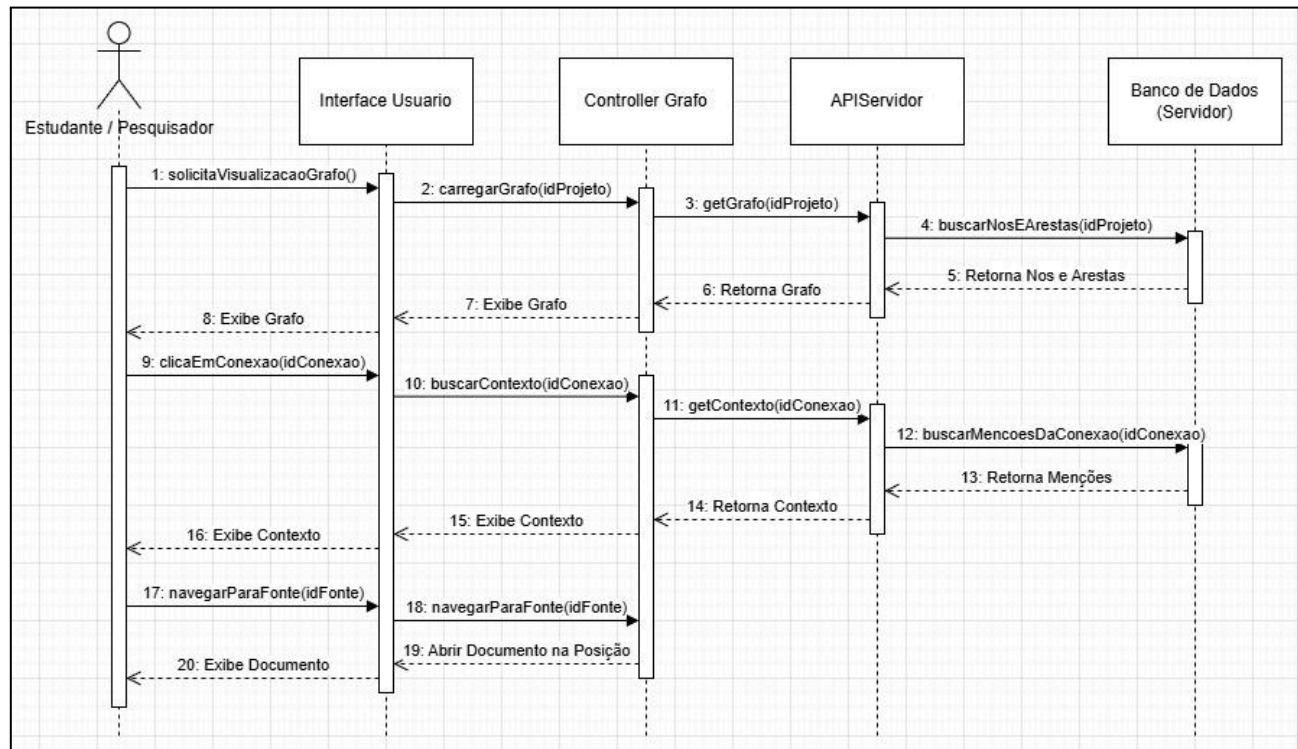 Estudante / Pesquisador
Interface Usuario
Controller Grafo
APIServidor
Banco de Dados
(Servidor)
1: solicitaVisualizacaoGrafo()
2: carregarGrafo(idProjeto)
3: getGrafo(idProjeto)
4: buscarNosEArestas(idProjeto)
5: Retorna Nos e Arestas
6: Retorna Grafo
7: Exibe Grafo
8: Exibe Grafo
9: clicaEmConexao(idConexao)
10: buscarContexto(idConexao)
11: getContexto(idConexao)
12: buscarMencoesDaConexao(idConexao)
13: Retorna Menções
14: Retorna Contexto
15: Exibe Contexto
16: Exibe Contexto
17: navegarParaFonte(idFonte)
18: navegarParaFonte(idFonte)
19: Abrir Documento na Posição
20: Exibe Documento